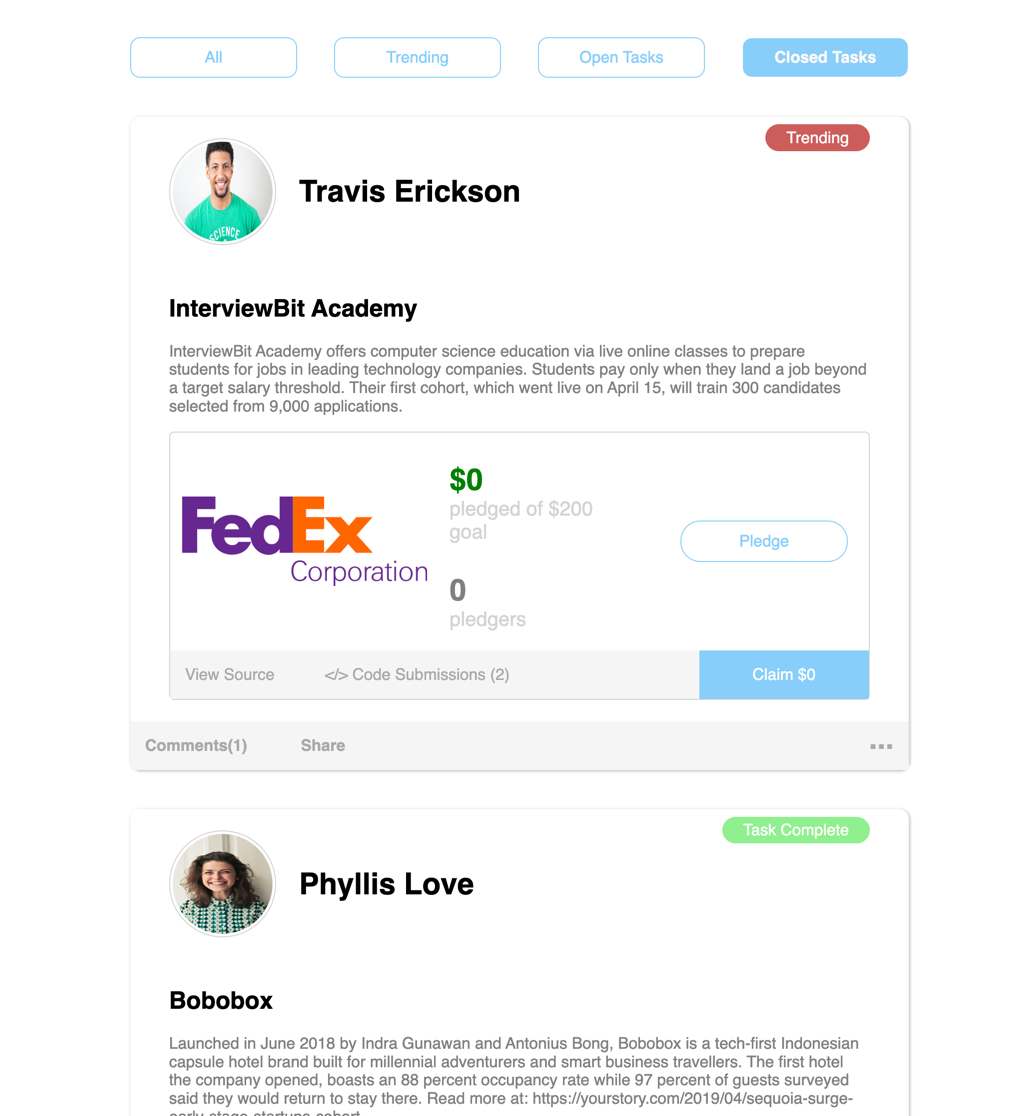 All
Trending
Open Tasks
Closed Tasks
Trending
Travis Erickson
SCIENCE
InterviewBit Academy
InterviewBit Academy offers computer science education via live online classes to prepare
students for jobs in leading technology companies. Students pay only when they land a job beyond
a target salary threshold. Their first cohort, which went live on April 15, will train 300 candidates
selected from 9,000 applications.
FedEx
Corporation
$0
pledged of $200
goal
0
pledgers
Pledge
View Source
</> Code Submissions (2)
Claim $0
Comments(1)
Share
Task Complete
Phyllis Love
Bobobox
Launched in June 2018 by Indra Gunawan and Antonius Bong, Bobobox is a tech-first Indonesian
capsule hotel brand built for millennial adventurers and smart business travellers. The first hotel
the company opened, boasts an 88 percent occupancy rate while 97 percent of guests surveyed
said they would return to stay there. Read more at: https://yourstory.com/2019/04/sequoia-surge-
early-stage-startups-cohort